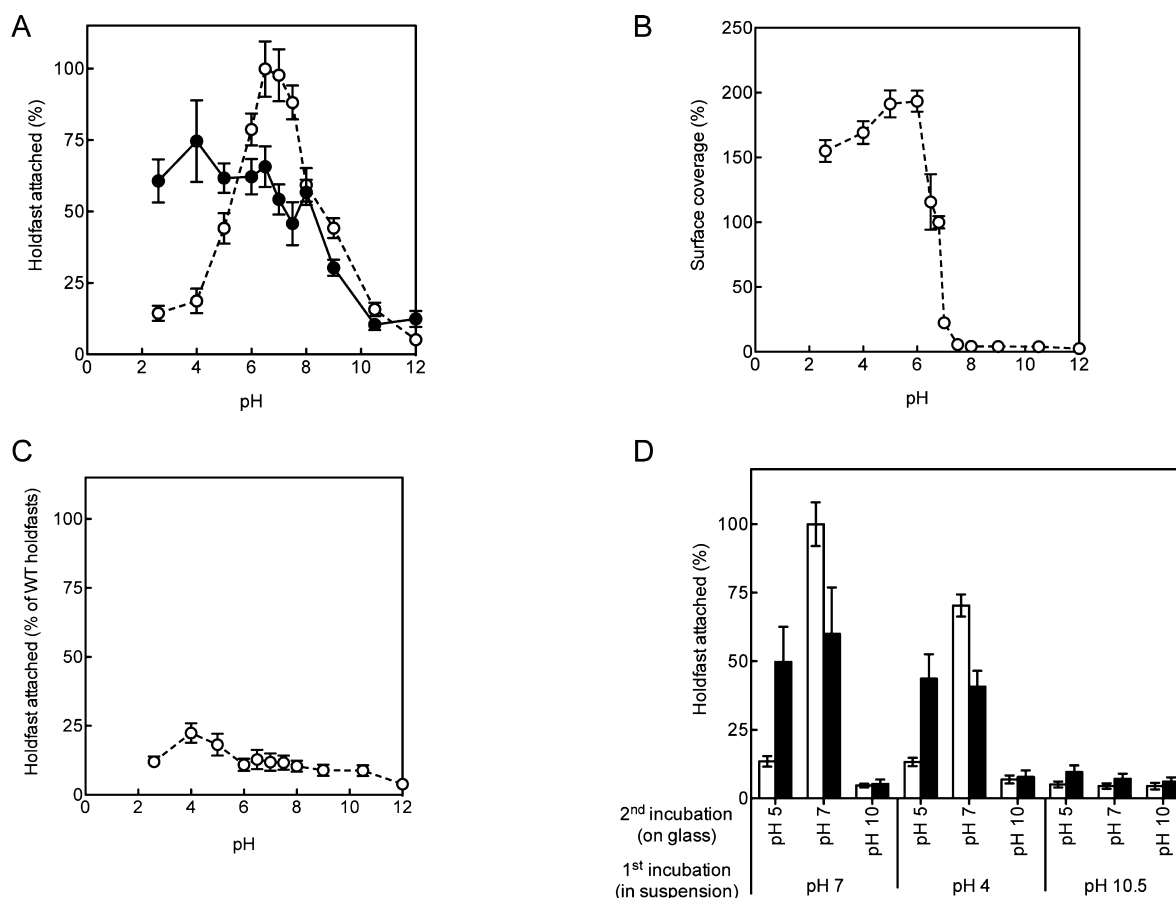 A
Holdfast attached (%)
100
75
50
25
0
0 2 4 6 8 10 12
pH
B
Surface coverage (%)
250
200
150
100
50
0
0 2 4 6 8 10 12
pH
C
Holdfast attached (% of WT holdfasts)
100
75
50
25
0
0 2 4 6 8 10 12
pH
D
Holdfast attached (%)
100
75
50
25
0
2nd incubation
(on glass)
pH 5 pH 7 pH 10 pH 5 pH 7 pH 10 pH 5 pH 7 pH 10
1st incubation
(in suspension)
pH 7 pH 4 pH 10.5